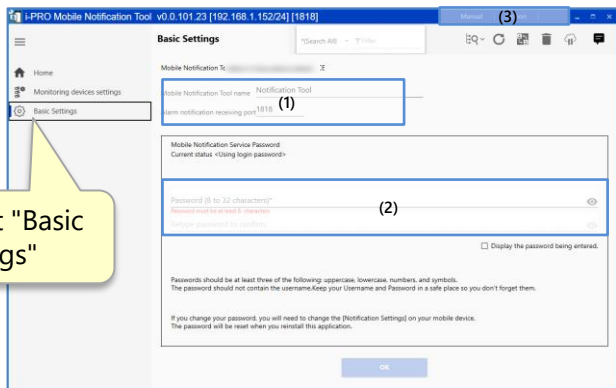 i-PRO Mobile Notification Tool v0.0.101.23 [192.168.1.152/24] [1818]
Manual
(3)
Basic Settings
*(Search All)
Filter
Home
Monitoring devices settings
Basic Settings
Mobile Notification
Mobile Notification Tool name Notification Tool
(1)
Alarm notification receiving port 1818
Mobile Notification Service Password
Current status <Using login password>
Password (8 to 32 characters)*
Password must be at least 8 characters
(2)
Retype password to confirm
Display the password being entered.
"Basic
gs"
Passwords should be at least three of the following: uppercase, lowercase, numbers, and symbols.
The password should not contain the username.Keep your Username and Password in a safe place so you don't forget them.
If you change your password, you will need to change the [Notification Settings] on your mobile device.
The password will be reset when you reinstall this application.
OK